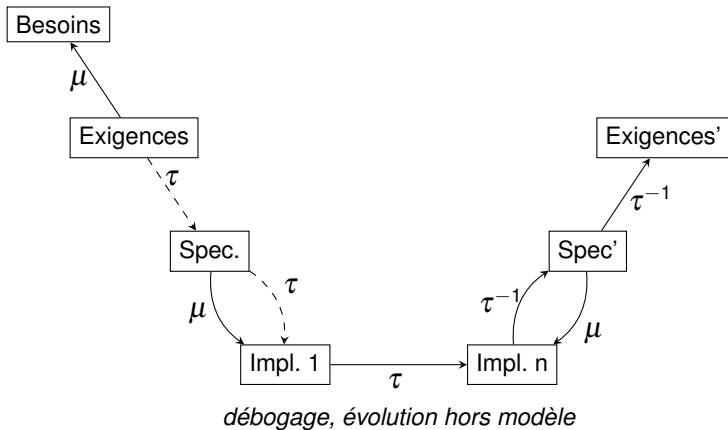 Besoins
μ
Exigences
Exigences’
τ
τ⁻¹
Spec.
Spec’
μ
τ
τ⁻¹
μ
Impl. 1
τ
Impl. n
débogage, évolution hors modèle